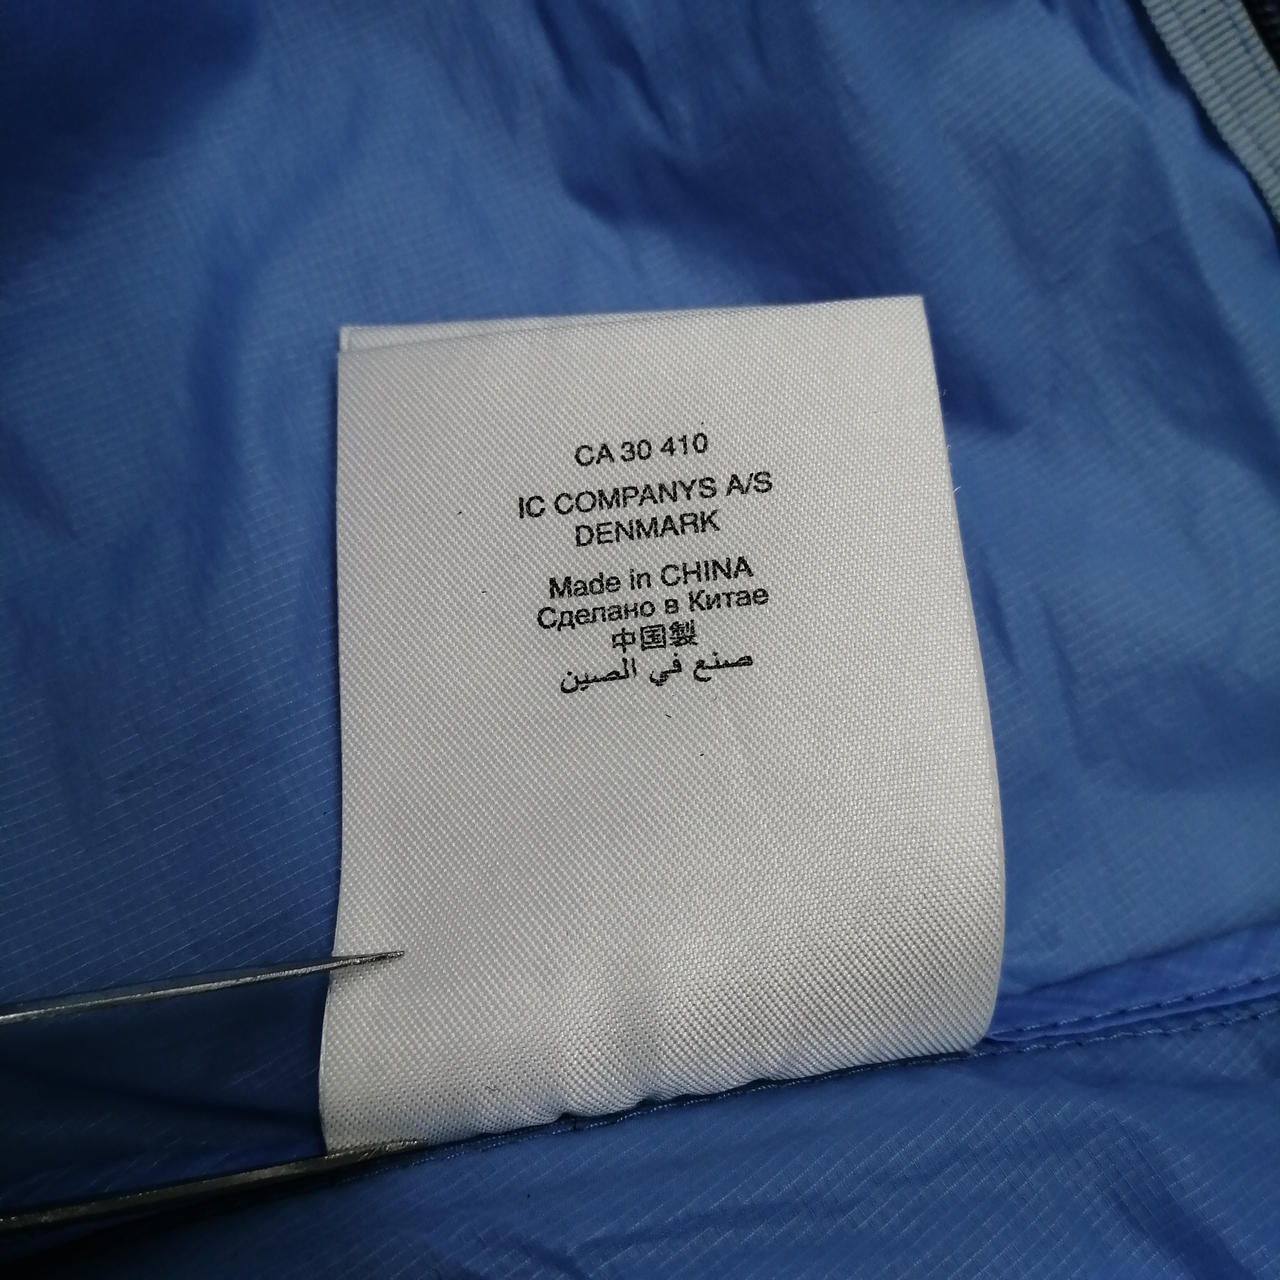 CA 30 410
IC COMPANYS A/S
DENMARK
Made in CHINA
Сделано в Китае
中国製
صنع في الصين